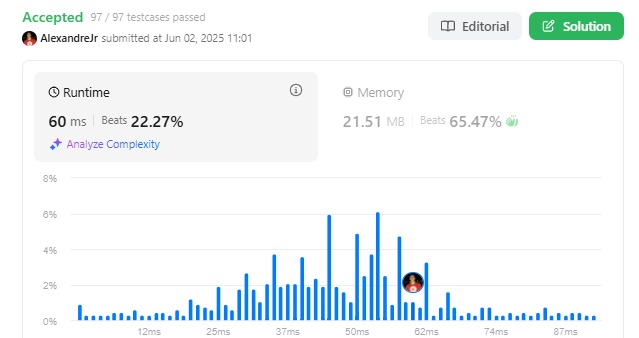 Accepted 97 / 97 testcases passed
AlexandreJr submitted at Jun 02, 2025 11:01
Editorial
Solution
Runtime
60 ms Beats 22.27%
Analyze Complexity
Memory
21.51 MB Beats 65.47%
8%
6%
4%
2%
0%
12ms 25ms 37ms 50ms 62ms 74ms 87ms